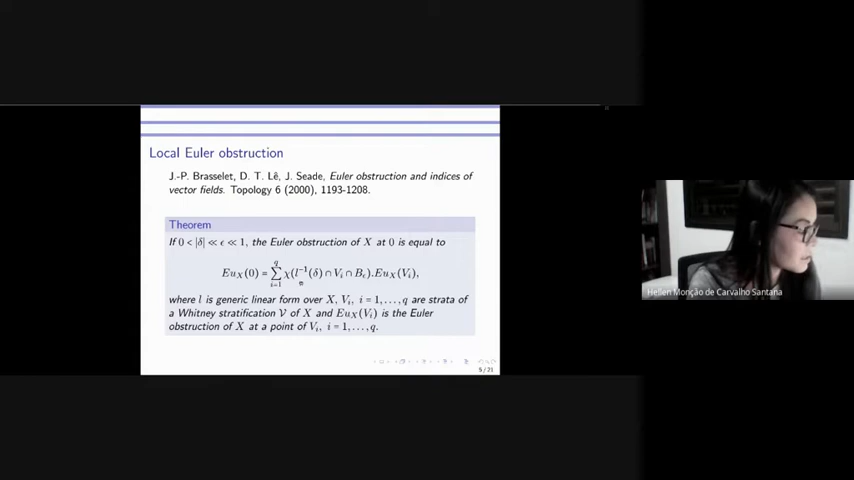 Local Euler obstruction
J.-P. Brasselet, D. T. Lê, J. Seade, Euler obstruction and indices of
vector fields. Topology 6 (2000), 1193-1208.
Theorem
If 0 < |δ| ≪ ϵ ≪ 1, the Euler obstruction of X at 0 is equal to
Eu_X(0) = ∑_{i=1}^{q} χ(l^{-1}(δ) ∩ V_i ∩ B_ϵ).Eu_X(V_i),
where l is generic linear form over X, V_i, i = 1, . . . , q are strata of
a Whitney stratification V of X and Eu_X(V_i) is the Euler
obstruction of X at a point of V_i, i = 1, . . . , q.
5 / 21
Hellen Monção de Carvalho Santana